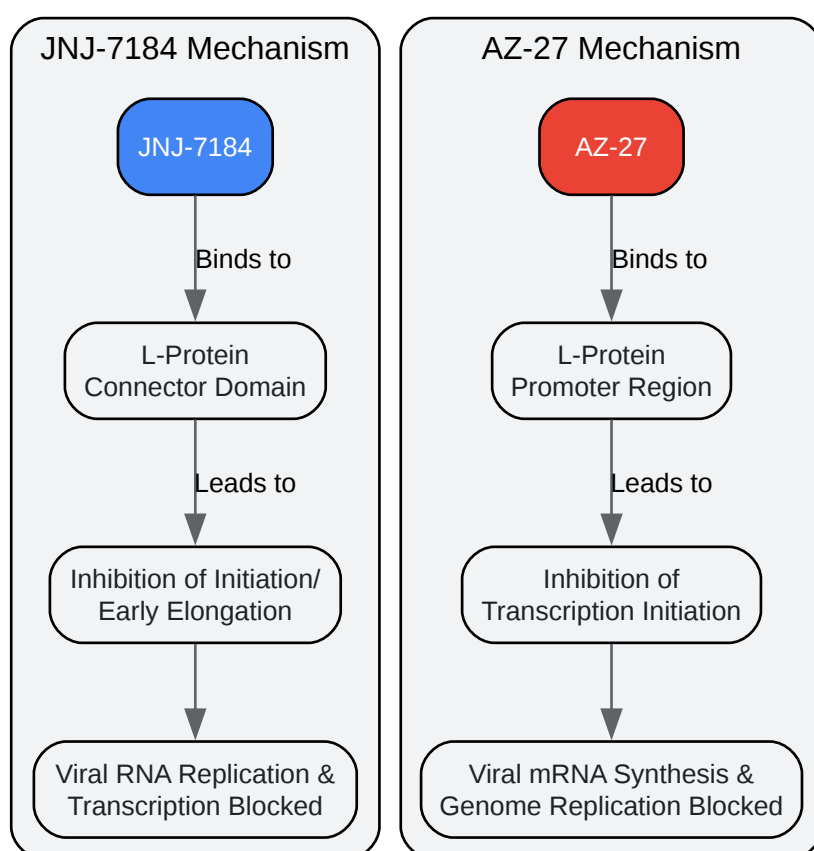 JNJ-7184 Mechanism
JNJ-7184
Binds to
L-Protein
Connector Domain
Leads to
Inhibition of Initiation/
Early Elongation
Viral RNA Replication &
Transcription Blocked
AZ-27 Mechanism
AZ-27
Binds to
L-Protein
Promoter Region
Leads to
Inhibition of
Transcription Initiation
Viral mRNA Synthesis &
Genome Replication Blocked